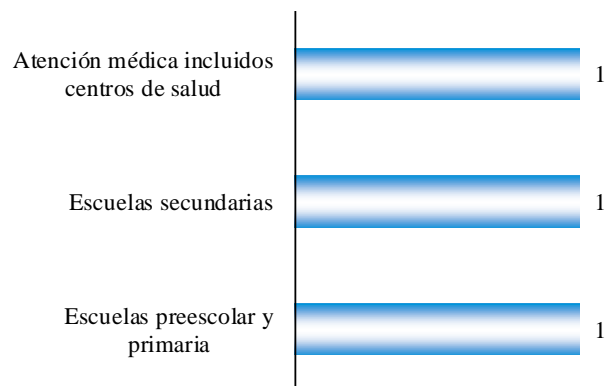 Atención médica incluidos
centros de salud
1
Escuelas secundarias
1
Escuelas preescolar y
primaria
1